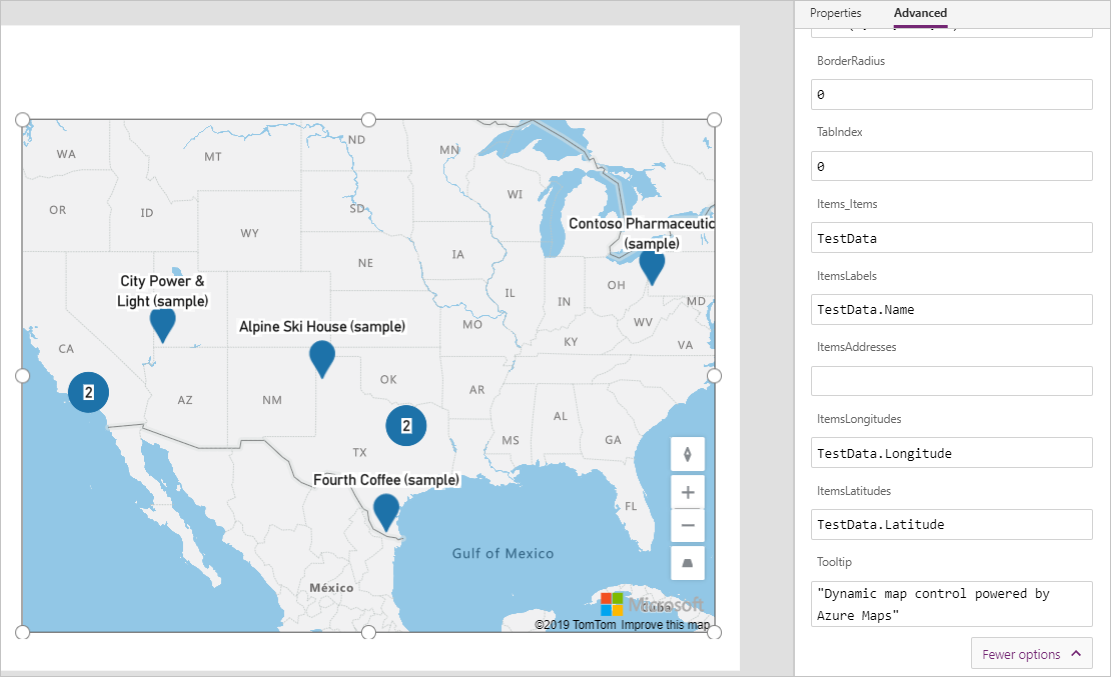 Properties
Advanced
BorderRadius
0
TabIndex
0
Items_Items
TestData
ItemsLabels
TestData.Name
ItemsAddresses
ItemsLongitudes
TestData.Longitude
ItemsLatitudes
TestData.Latitude
Tooltip
"Dynamic map control powered by
Azure Maps"
Fewer options
WA
MT
ND
MN
OR
ID
SD
WI
WY
Contoso Pharmaceutic
(sample)
IA
NE
City Power &
Light (sample)
OH
IL
IN
MD
Alpine Ski House (sample)
MO
WV
KY
VA
CA
OK
AR
2
AZ
NM
2
AL
MS
GA
TX
Fourth Coffee (sample)
FL
Gulf of Mexico
México
Microsoft
Cuba
©2019 TomTom Improve this map